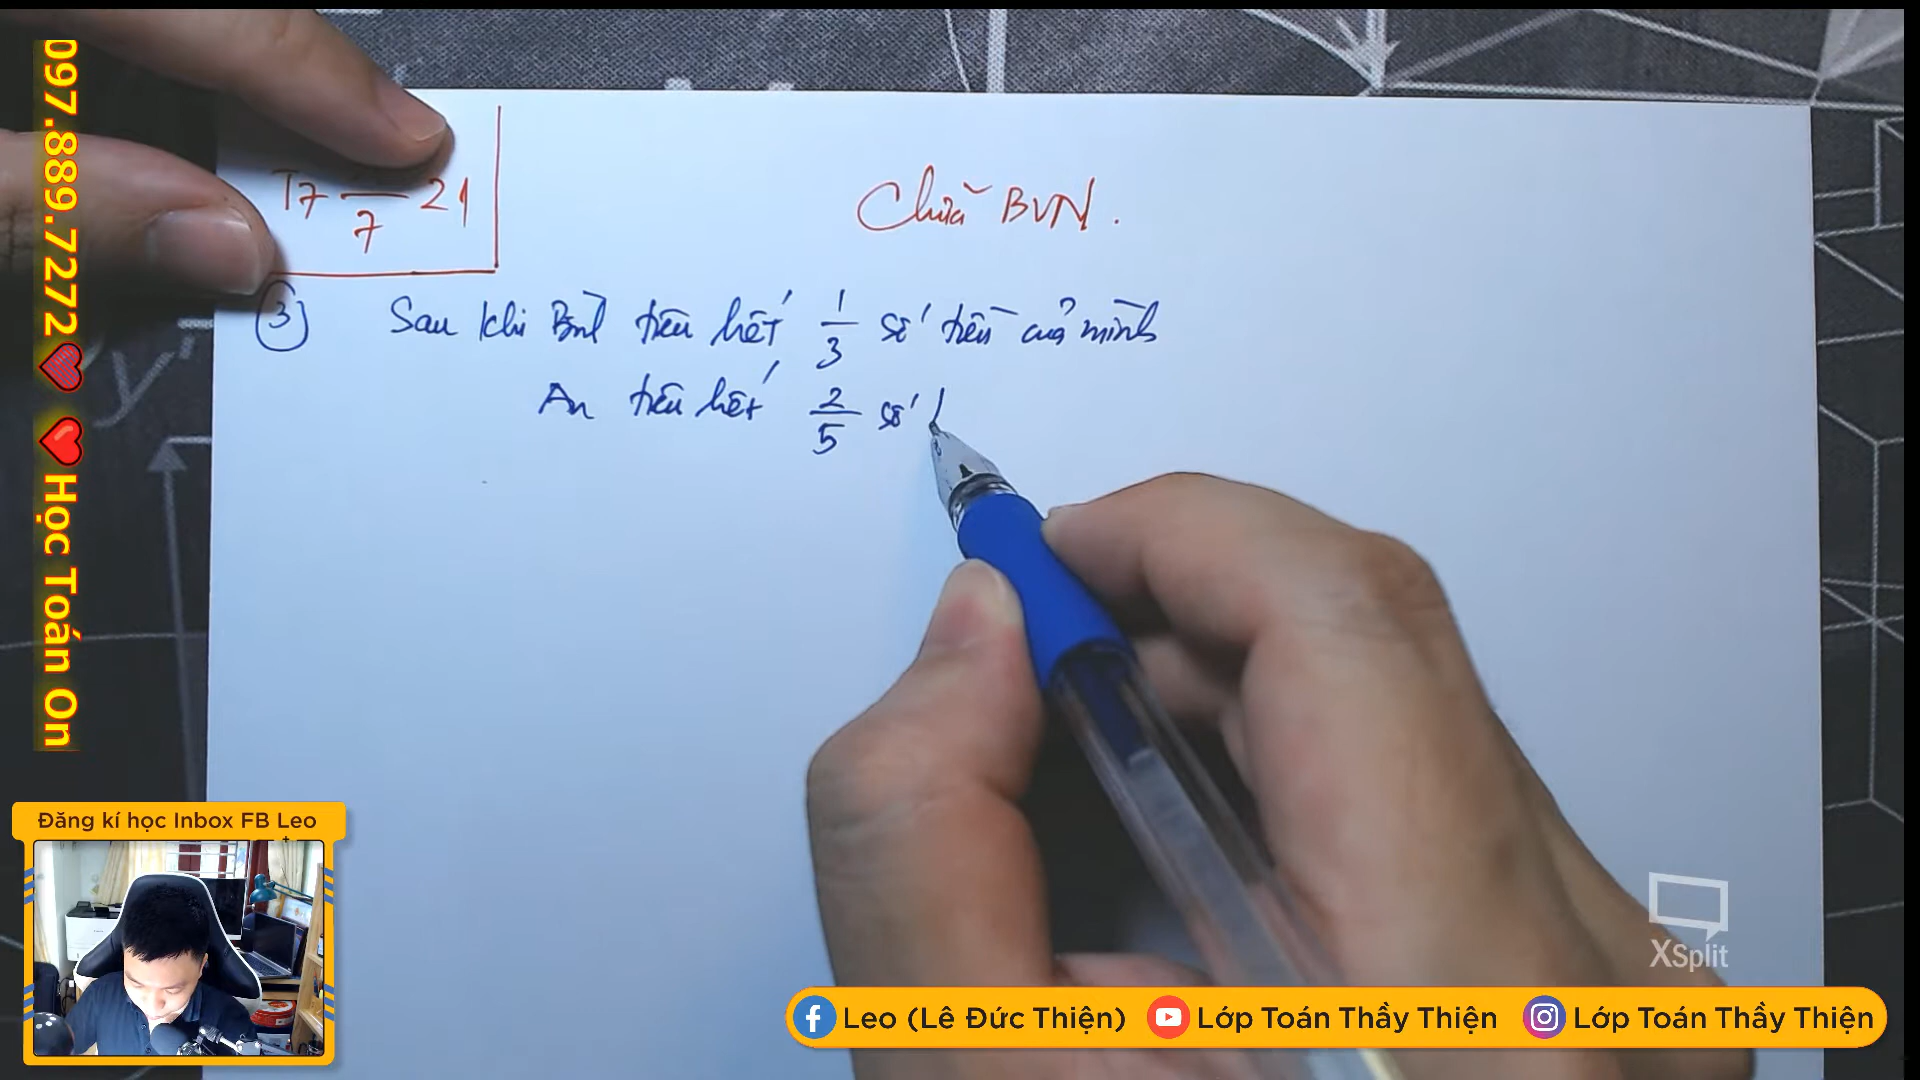 097.889.7272 ❤ ❤ Học Toán On
T7 7 21
Chữa BVN.
③ Sau khi Bình tiêu hết 1/3 số tiền của mình
An tiêu hết 2/5 số
Đăng kí học Inbox FB Leo
XSplit
Leo (Lê Đức Thiện) Lớp Toán Thầy Thiện Lớp Toán Thầy Thiện